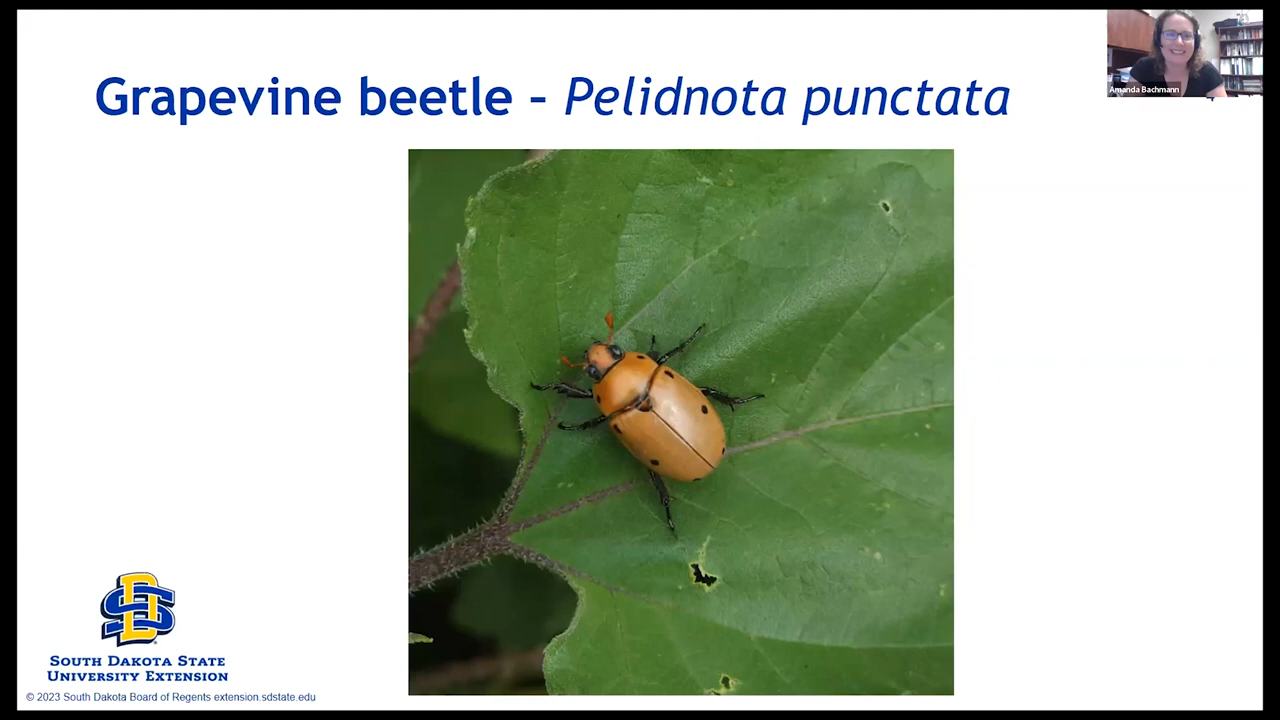 Grapevine beetle – Pelidnota punctata
Amanda Bachmann
SOUTH DAKOTA STATE
UNIVERSITY EXTENSION
© 2023 South Dakota Board of Regents extension.sdstate.edu